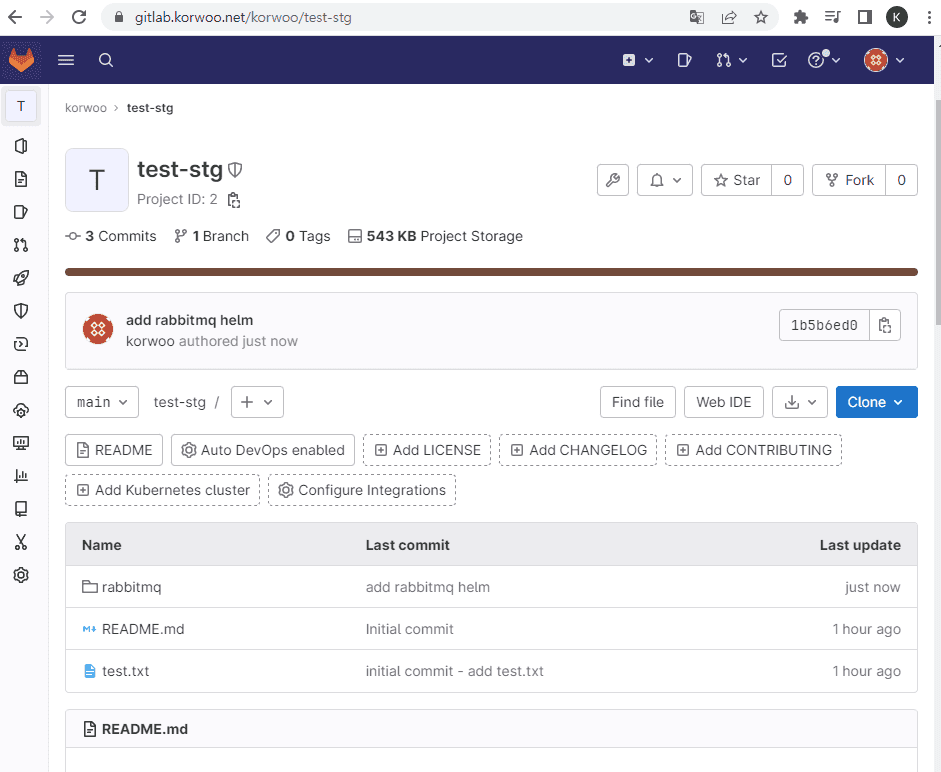 gitlab.korwoo.net/korwoo/test-stg
K
T
korwoo › test-stg
T
test-stg
Project ID: 2
Star 0 Fork 0
3 Commits 1 Branch 0 Tags 543 KB Project Storage
add rabbitmq helm
korwoo authored just now
1b5b6ed0
main test-stg / + Find file Web IDE Clone
README Auto DevOps enabled Add LICENSE Add CHANGELOG Add CONTRIBUTING
Add Kubernetes cluster Configure Integrations
Name Last commit Last update
rabbitmq add rabbitmq helm just now
README.md Initial commit 1 hour ago
test.txt initial commit - add test.txt 1 hour ago
README.md